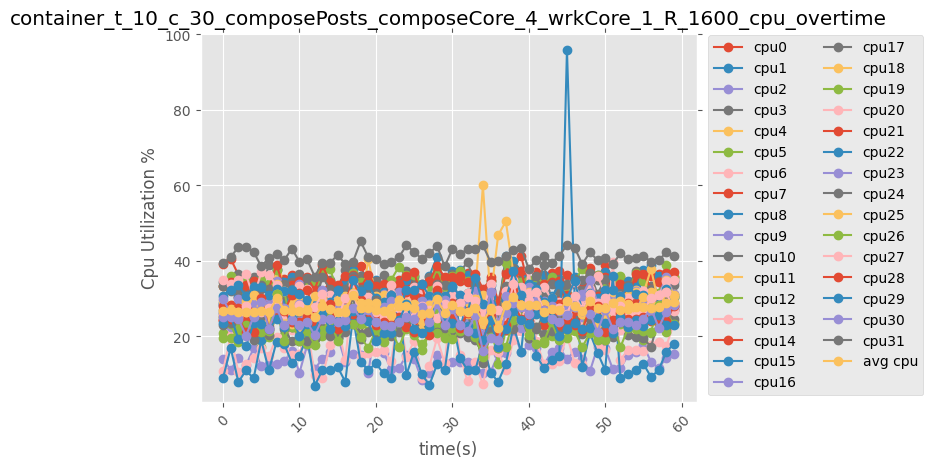 container_t_10_c_30_composePosts_composeCore_4_wrkCore_1_R_1600_cpu_overtime
100
80
60
40
20
Cpu Utilization %
0
10
20
30
40
50
60
time(s)
cpu0
cpu1
cpu2
cpu3
cpu4
cpu5
cpu6
cpu7
cpu8
cpu9
cpu10
cpu11
cpu12
cpu13
cpu14
cpu15
cpu16
cpu17
cpu18
cpu19
cpu20
cpu21
cpu22
cpu23
cpu24
cpu25
cpu26
cpu27
cpu28
cpu29
cpu30
cpu31
avg cpu